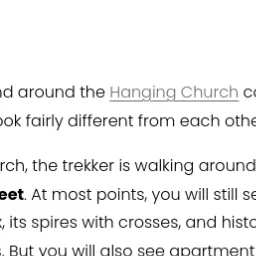 nd around the Hanging Church c
ook fairly different from each othe
rch, the trekker is walking around
eet. At most points, you will still se
x, its spires with crosses, and histo
s. But you will also see apartment